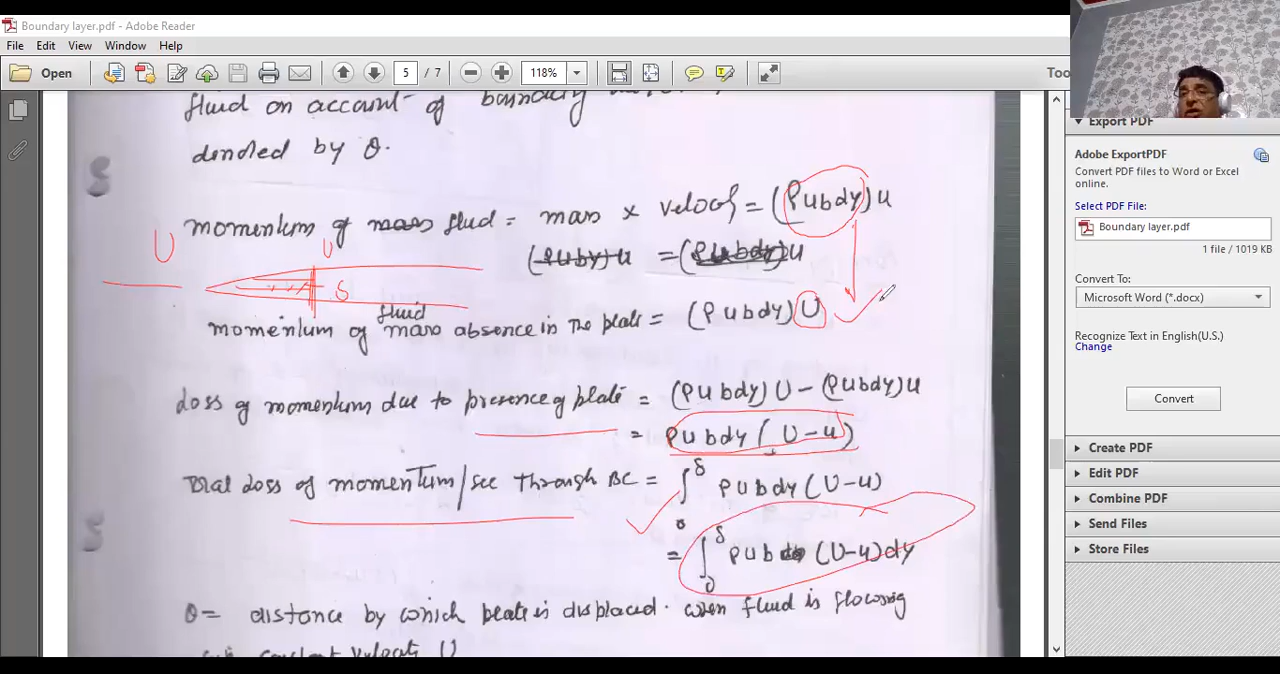 Boundary layer.pdf - Adobe Reader
File Edit View Window Help
Open 5 / 7 118%
fluid on account of boundary
denoted by θ.
momentum of mass fluid = mass × velocity = (ρubdy)u
(ρubdy)u = (ρubdy)u
U U
δ
momentum of mass fluid absence in the plate = (ρubdy) U
Loss of momentum due to presence of plate = (ρubdy) U – (ρubdy)u
= ρubdy (U – u)
Total loss of momentum/sec through BC = ∫₀^δ ρubdy (U – u)
= ∫₀^δ ρub (U – u) dy
θ = distance by which plate is displaced. when fluid is flowing
constant velocity U
Export PDF
Adobe ExportPDF
Convert PDF files to Word or Excel
online.
Select PDF File:
Boundary layer.pdf
1 file / 1019 KB
Convert To:
Microsoft Word (*.docx)
Recognize Text in English(U.S.)
Change
Convert
Create PDF
Edit PDF
Combine PDF
Send Files
Store Files